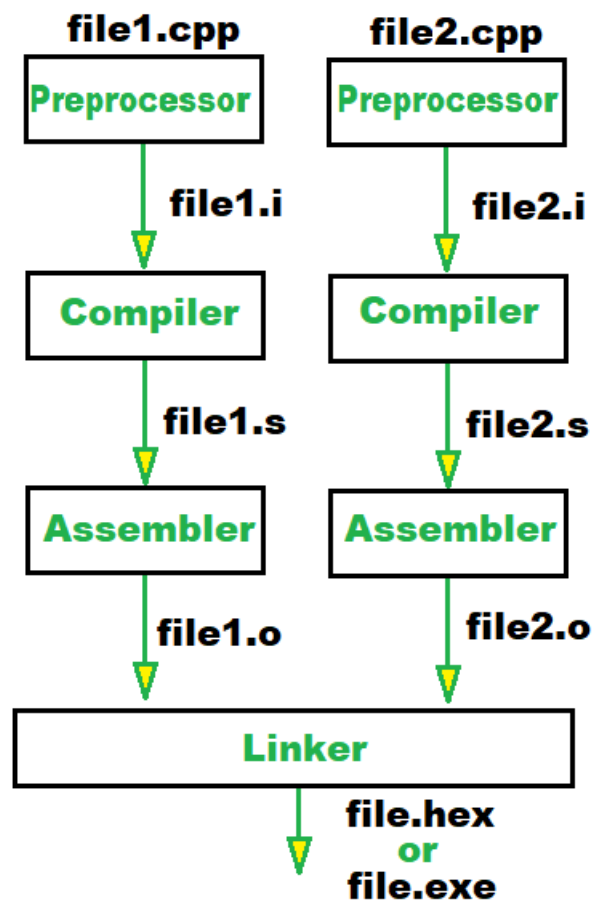 file1.cpp
file2.cpp
Preprocessor
Preprocessor
file1.i
file2.i
Compiler
Compiler
file1.s
file2.s
Assembler
Assembler
file1.o
file2.o
Linker
file.hex
or
file.exe